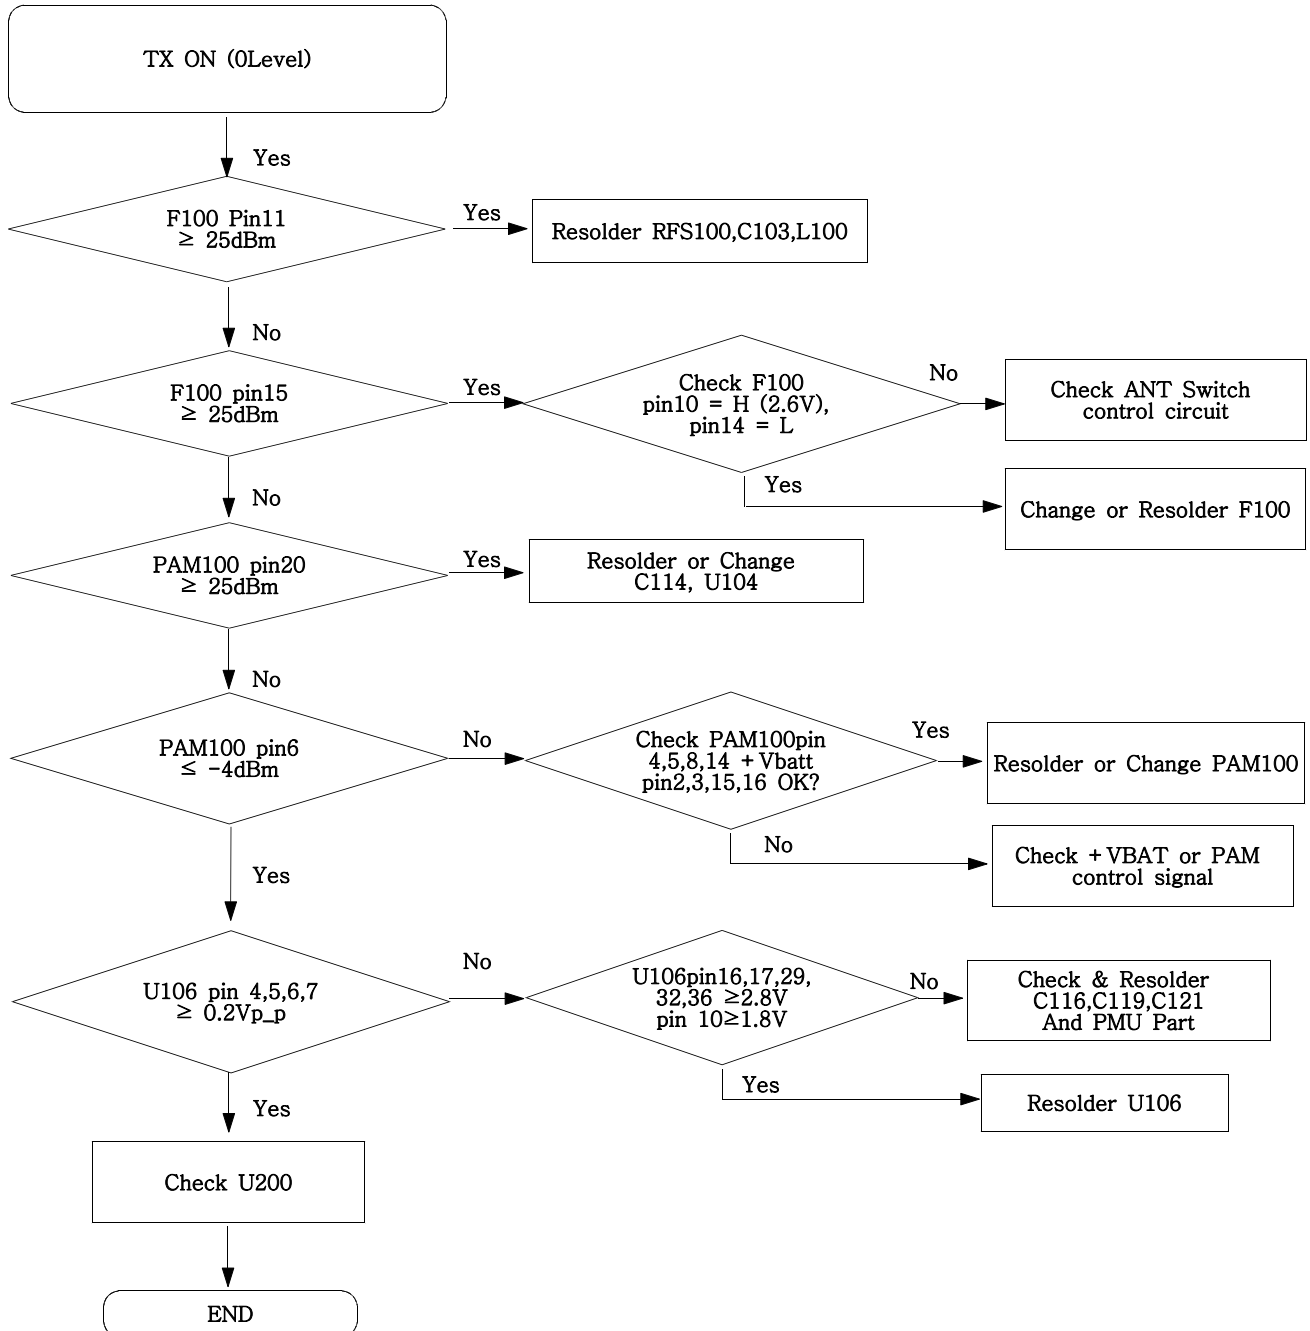 TX ON (0Level)
Yes
F100 Pin11
≥ 25dBm
Yes
Resolder RFS100,C103,L100
No
F100 pin15
≥ 25dBm
Yes
Check F100
pin10 = H (2.6V),
pin14 = L
No
Check ANT Switch
control circuit
Yes
Change or Resolder F100
No
PAM100 pin20
≥ 25dBm
Yes
Resolder or Change
C114, U104
No
PAM100 pin6
≤ -4dBm
No
Check PAM100pin
4,5,8,14 +Vbatt
pin2,3,15,16 OK?
Yes
Resolder or Change PAM100
No
Check +VBAT or PAM
control signal
Yes
U106 pin 4,5,6,7
≥ 0.2Vp_p
No
U106pin16,17,29,
32,36 ≥2.8V
pin 10≥1.8V
No
Check & Resolder
C116,C119,C121
And PMU Part
Yes
Resolder U106
Yes
Check U200
END